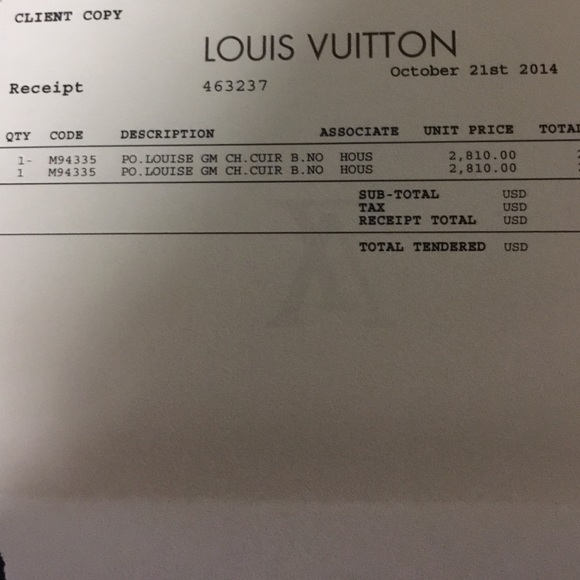 CLIENT COPY
LOUIS VUITTON
October 21st 2014
Receipt 463237
QTY CODE DESCRIPTION ASSOCIATE UNIT PRICE TOTAL
1- M94335 PO.LOUISE GM CH.CUIR B.NO HOUS 2,810.00
1 M94335 PO.LOUISE GM CH.CUIR B.NO HOUS 2,810.00
SUB-TOTAL USD
TAX USD
RECEIPT TOTAL USD
TOTAL TENDERED USD